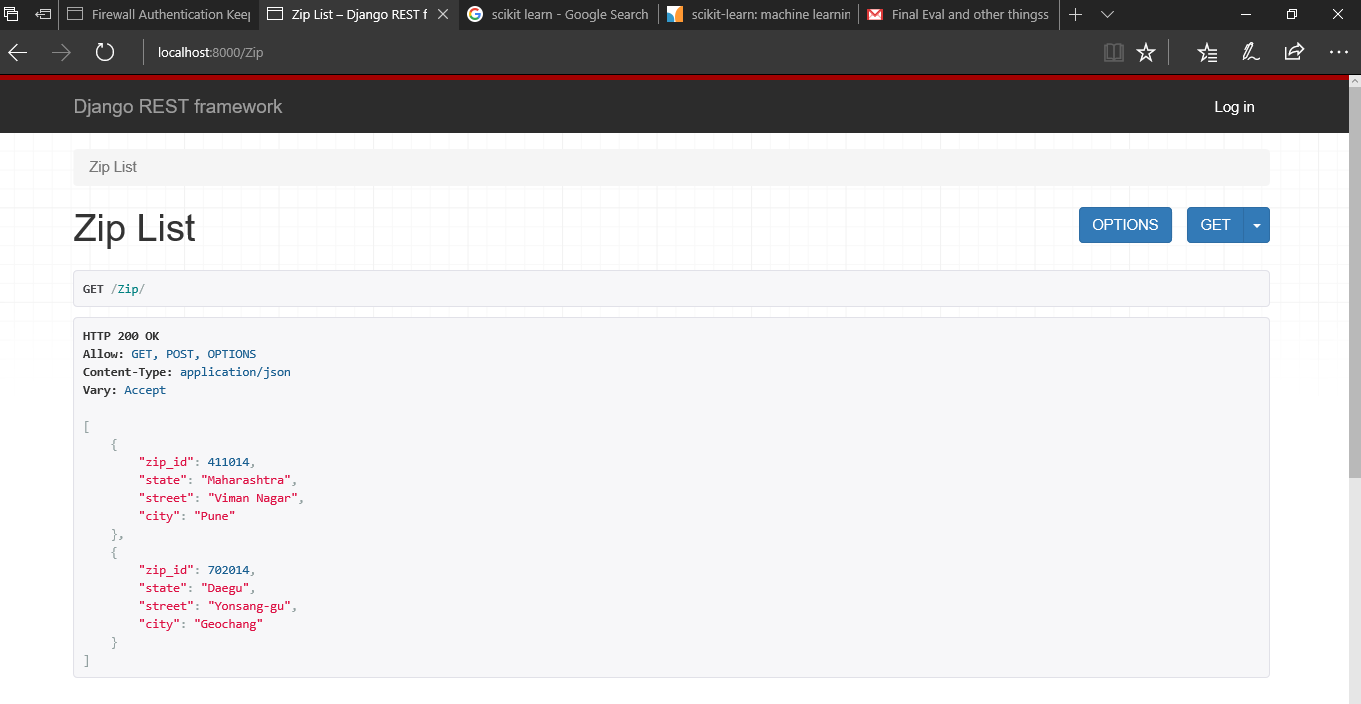 Firewall Authentication Keep
Zip List – Django REST f
scikit learn - Google Search
scikit-learn: machine learnin
Final Eval and other thingss
localhost:8000/Zip
Django REST framework
Log in
Zip List
Zip List
OPTIONS
GET
GET /Zip/
HTTP 200 OK
Allow: GET, POST, OPTIONS
Content-Type: application/json
Vary: Accept
[
    {
        "zip_id": 411014,
        "state": "Maharashtra",
        "street": "Viman Nagar",
        "city": "Pune"
    },
    {
        "zip_id": 702014,
        "state": "Daegu",
        "street": "Yonsang-gu",
        "city": "Geochang"
    }
]